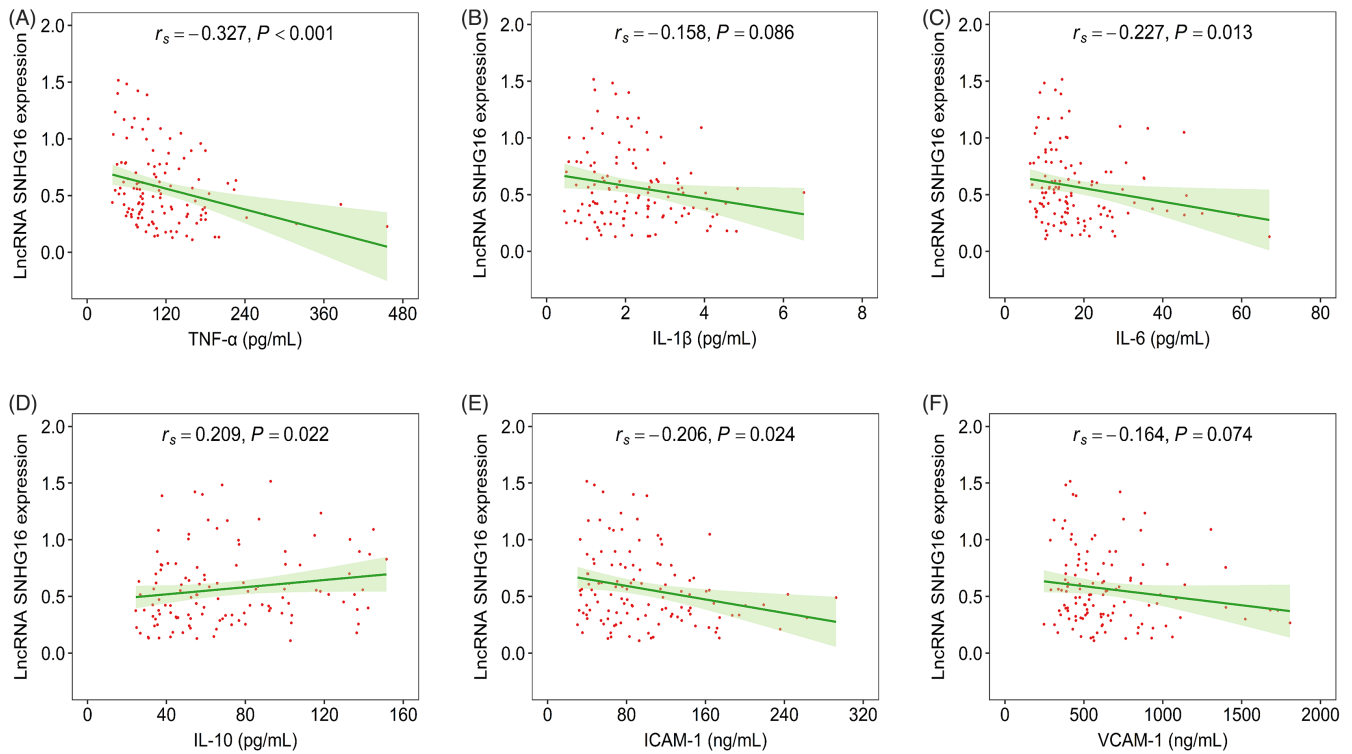 (A)
r_s = −0.327, P < 0.001
LncRNA SNHG16 expression
2.0
1.5
1.0
0.5
0.0
0 120 240 360 480
TNF-α (pg/mL)
(B)
r_s = −0.158, P = 0.086
LncRNA SNHG16 expression
2.0
1.5
1.0
0.5
0.0
0 2 4 6 8
IL-1β (pg/mL)
(C)
r_s = −0.227, P = 0.013
LncRNA SNHG16 expression
2.0
1.5
1.0
0.5
0.0
0 20 40 60 80
IL-6 (pg/mL)
(D)
r_s = 0.209, P = 0.022
LncRNA SNHG16 expression
2.0
1.5
1.0
0.5
0.0
0 40 80 120 160
IL-10 (pg/mL)
(E)
r_s = −0.206, P = 0.024
LncRNA SNHG16 expression
2.0
1.5
1.0
0.5
0.0
0 80 160 240 320
ICAM-1 (ng/mL)
(F)
r_s = −0.164, P = 0.074
LncRNA SNHG16 expression
2.0
1.5
1.0
0.5
0.0
0 500 1000 1500 2000
VCAM-1 (ng/mL)